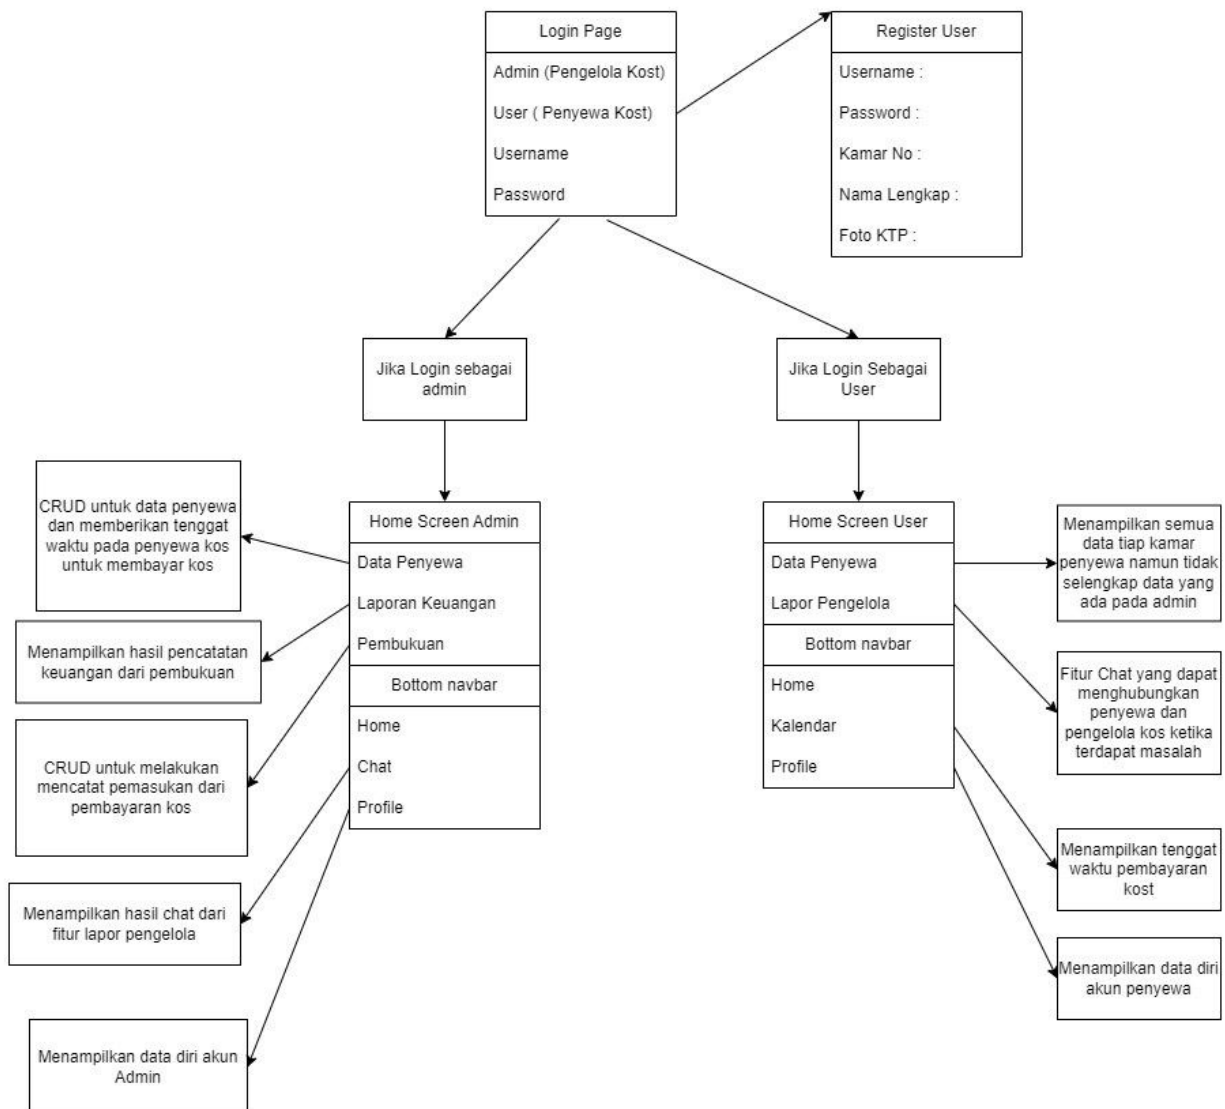 Login Page
Admin (Pengelola Kost)
User ( Penyewa Kost)
Username
Password
Register User
Username :
Password :
Kamar No :
Nama Lengkap :
Foto KTP :
Jika Login sebagai
admin
Jika Login Sebagai
User
CRUD untuk data penyewa
dan memberikan tenggat
waktu pada penyewa kos
untuk membayar kos
Menampilkan hasil pencatatan
keuangan dari pembukuan
CRUD untuk melakukan
mencatat pemasukan dari
pembayaran kos
Menampilkan hasil chat dari
fitur lapor pengelola
Menampilkan data diri akun
Admin
Home Screen Admin
Data Penyewa
Laporan Keuangan
Pembukuan
Bottom navbar
Home
Chat
Profile
Home Screen User
Data Penyewa
Lapor Pengelola
Bottom navbar
Home
Kalendar
Profile
Menampilkan semua
data tiap kamar
penyewa namun tidak
selengkap data yang
ada pada admin
Fitur Chat yang dapat
menghubungkan
penyewa dan
pengelola kos ketika
terdapat masalah
Menampilkan tenggat
waktu pembayaran
kost
Menampilkan data diri
akun penyewa